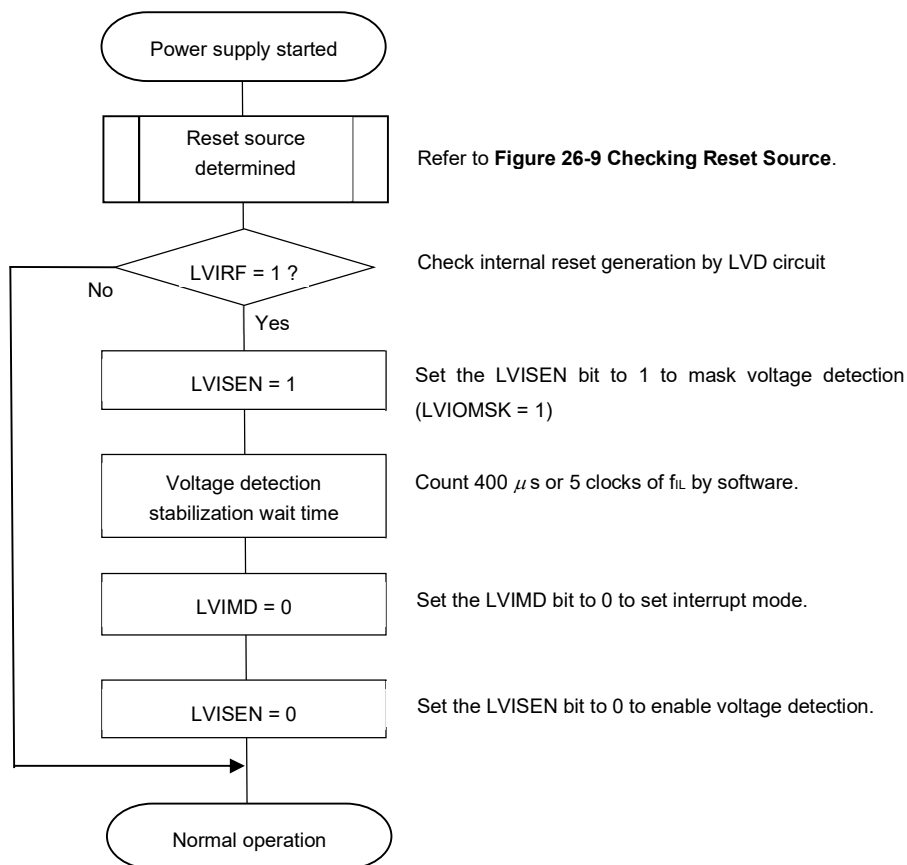 Power supply started
Reset source
determined
Refer to Figure 26-9 Checking Reset Source.
LVIRF = 1 ?
Check internal reset generation by LVD circuit
No
Yes
LVISEN = 1
Set the LVISEN bit to 1 to mask voltage detection
(LVIOMSK = 1)
Voltage detection
stabilization wait time
Count 400 μs or 5 clocks of fIL by software.
LVIMD = 0
Set the LVIMD bit to 0 to set interrupt mode.
LVISEN = 0
Set the LVISEN bit to 0 to enable voltage detection.
Normal operation